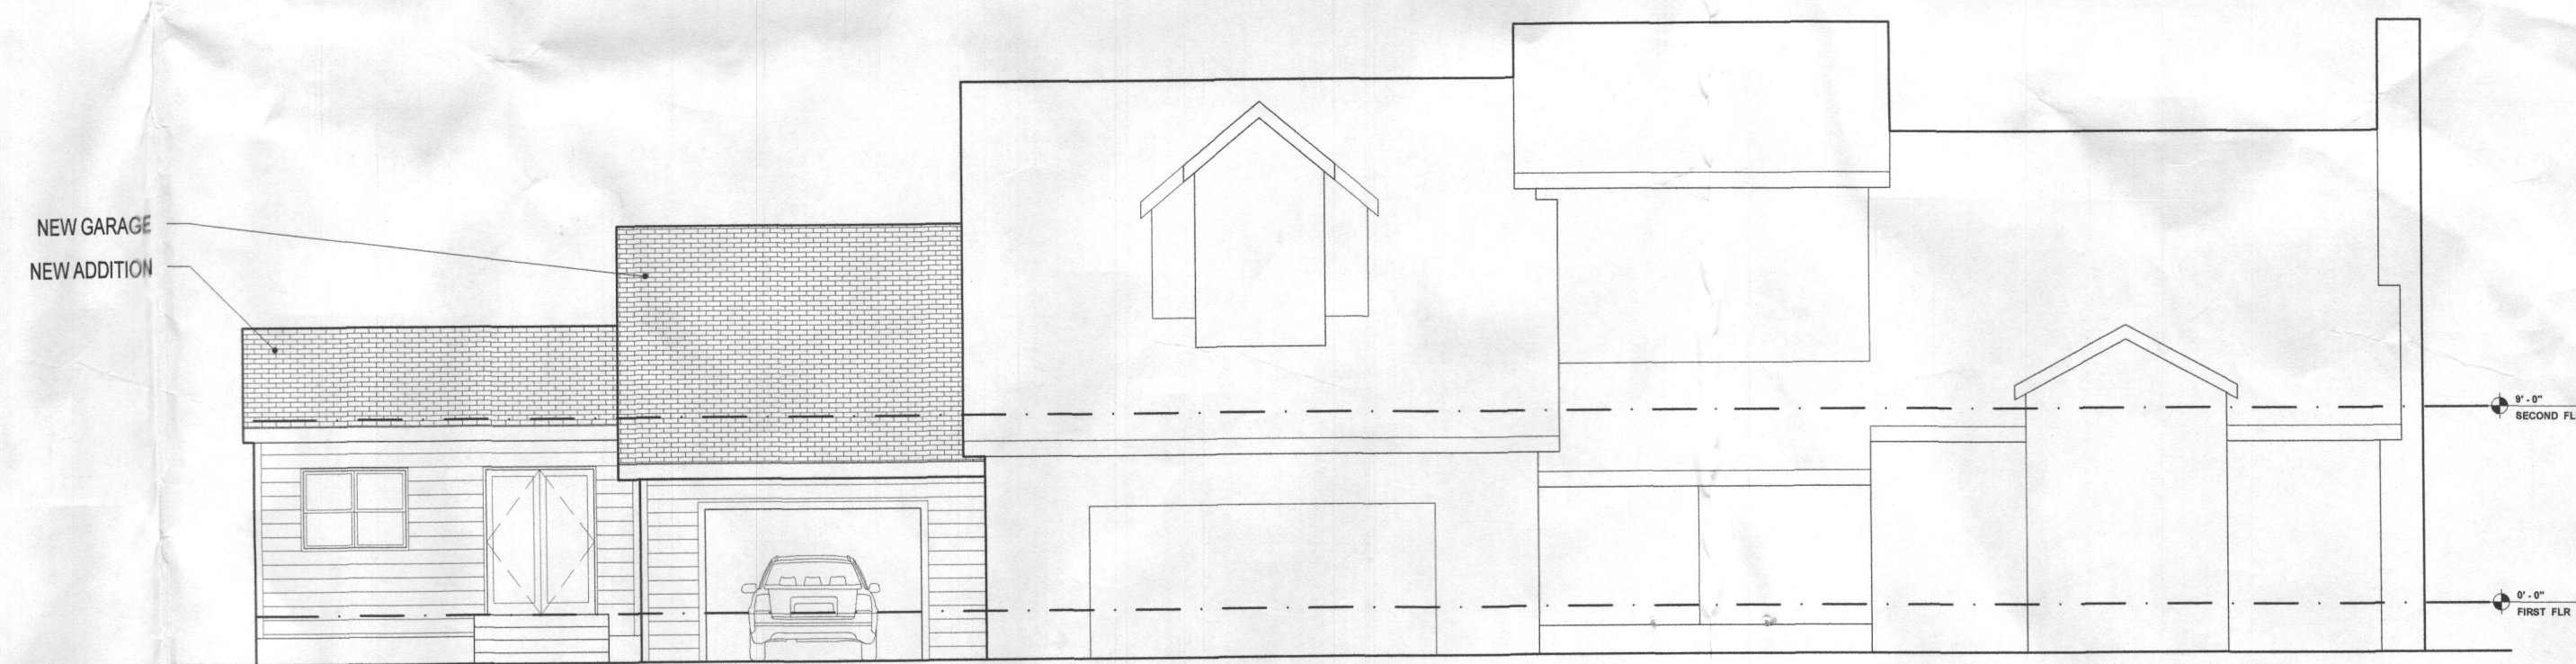 NEW GARAGE
NEW ADDITION
9' - 0"
SECOND FL
0' - 0"
FIRST FLR